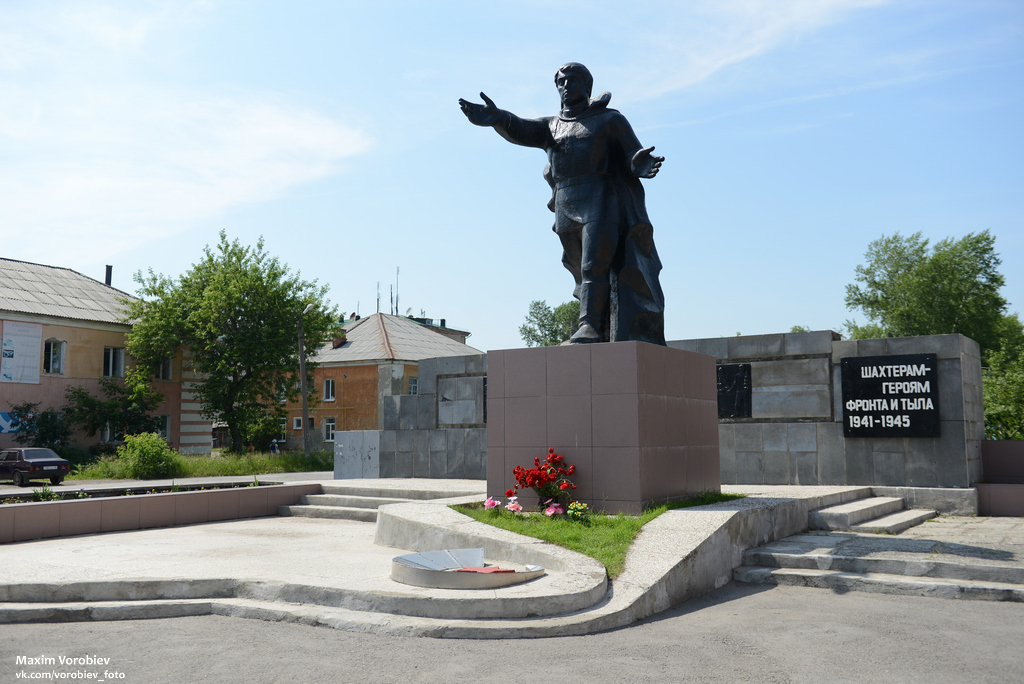 ШАХТЕРАМ-
ГЕРОЯМ
ФРОНТА И ТЫЛА
1941-1945
Maxim Vorobiev
vk.com/vorobiev_foto